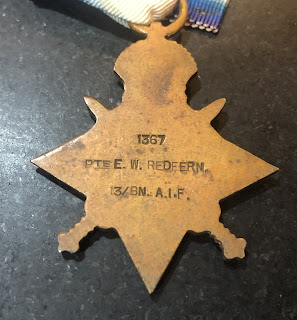 1367
PTE E. W. REDFERN.
13/BN. A.I.F.